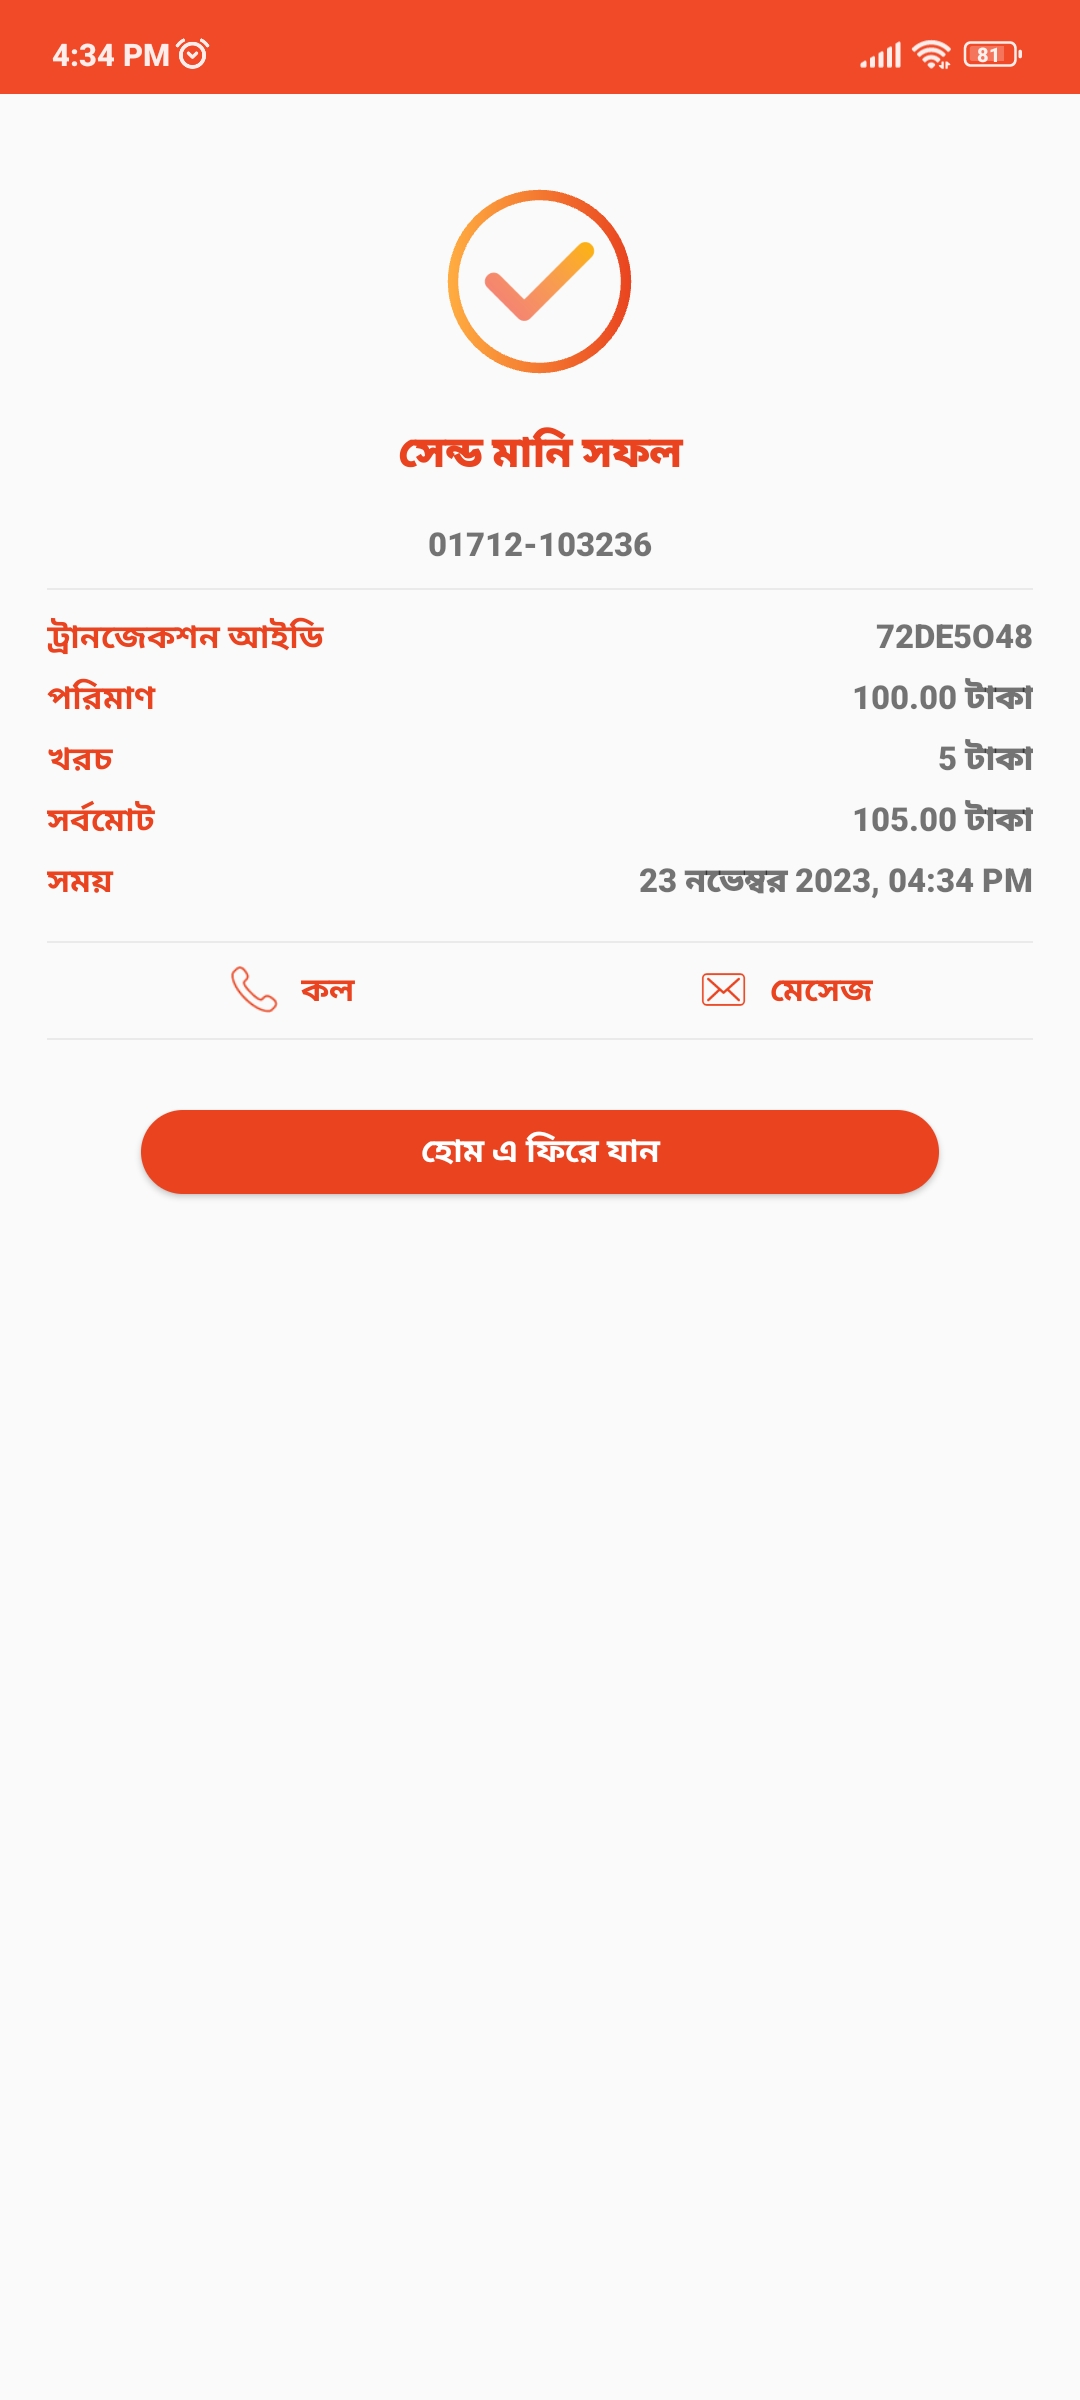 4:34 PM
81
সেন্ড মানি সফল
01712-103236
ট্রানজেকশন আইডি 72DE5O48
পরিমাণ 100.00 টাকা
খরচ 5 টাকা
সর্বমোট 105.00 টাকা
সময় 23 নভেম্বর 2023, 04:34 PM
কল মেসেজ
হোম এ ফিরে যান